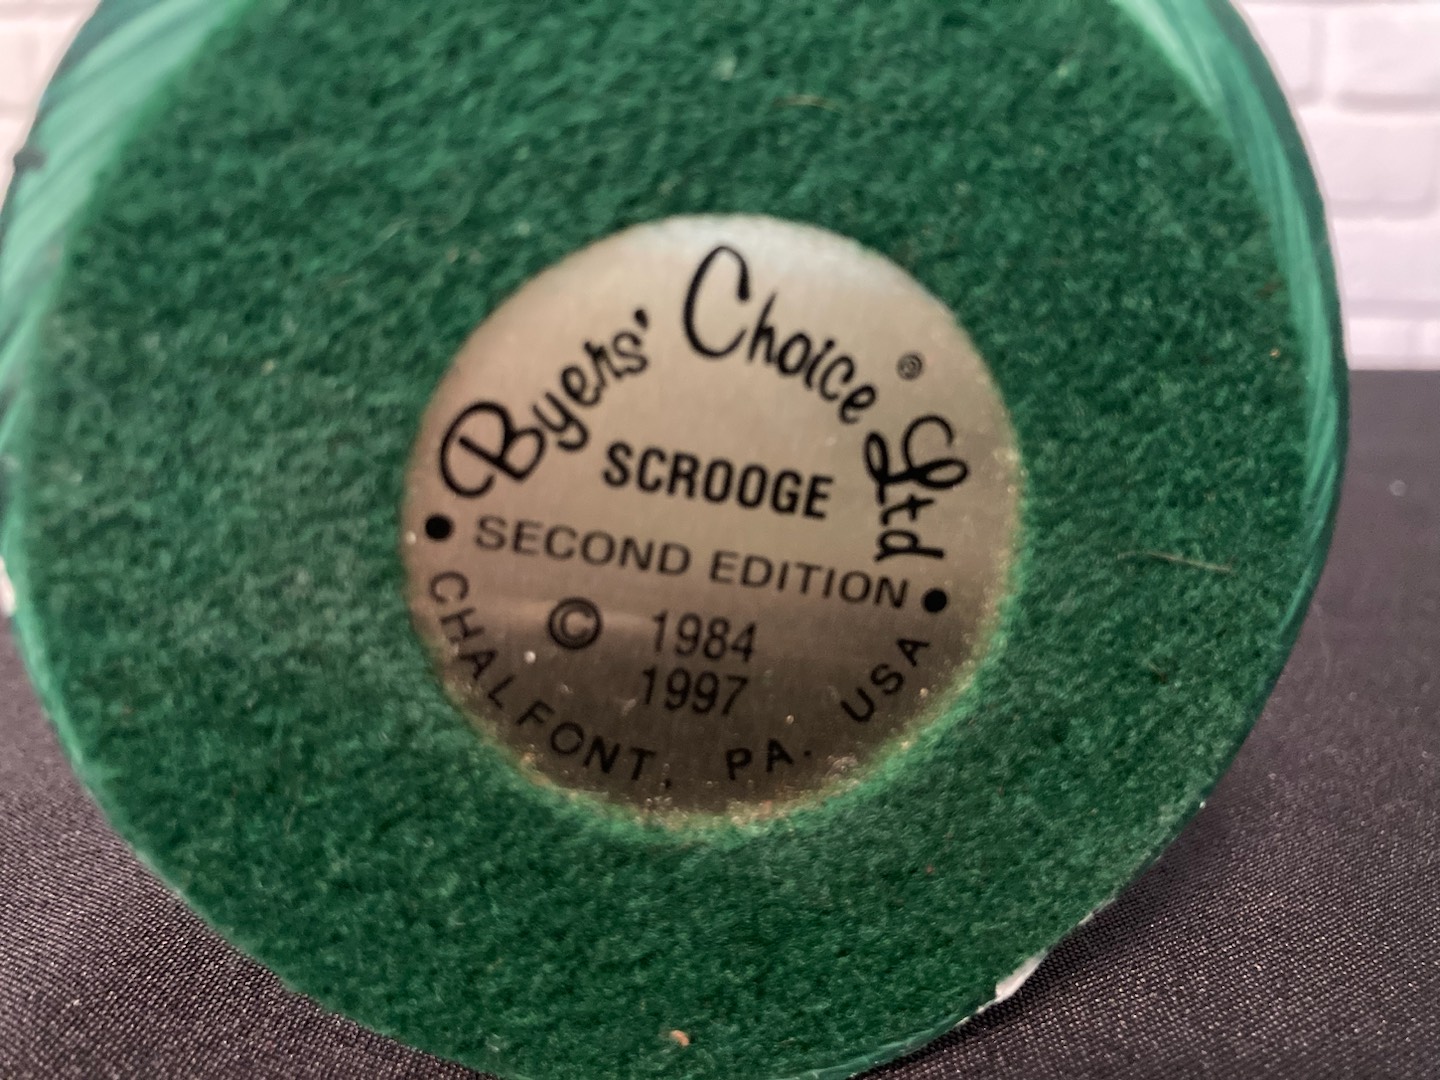 Byers' Choice Ltd ®
SCROOGE
• SECOND EDITION •
© 1984
1997
CHALFONT, PA. USA